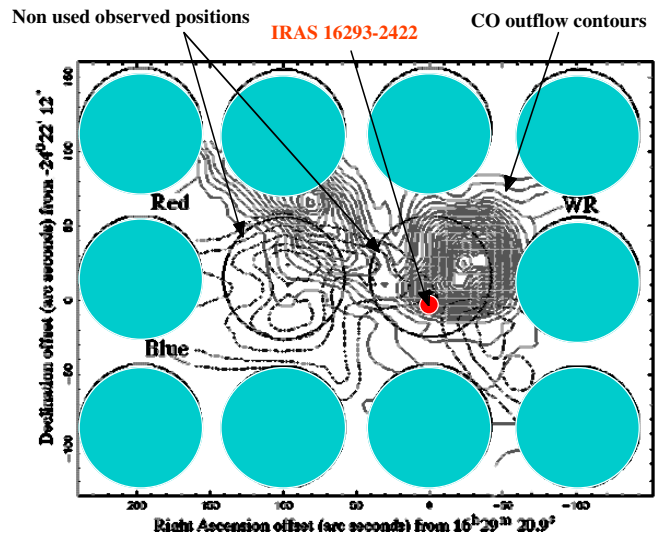 Non used observed positions
IRAS 16293-2422
CO outflow contours
Red
WR
Blue
Declination offset (arc seconds) from -24° 22' 12"
150
100
50
0
-50
-100
200
150
100
50
0
-50
-100
Right Ascension offset (arc seconds) from 16h 29m 20.9s